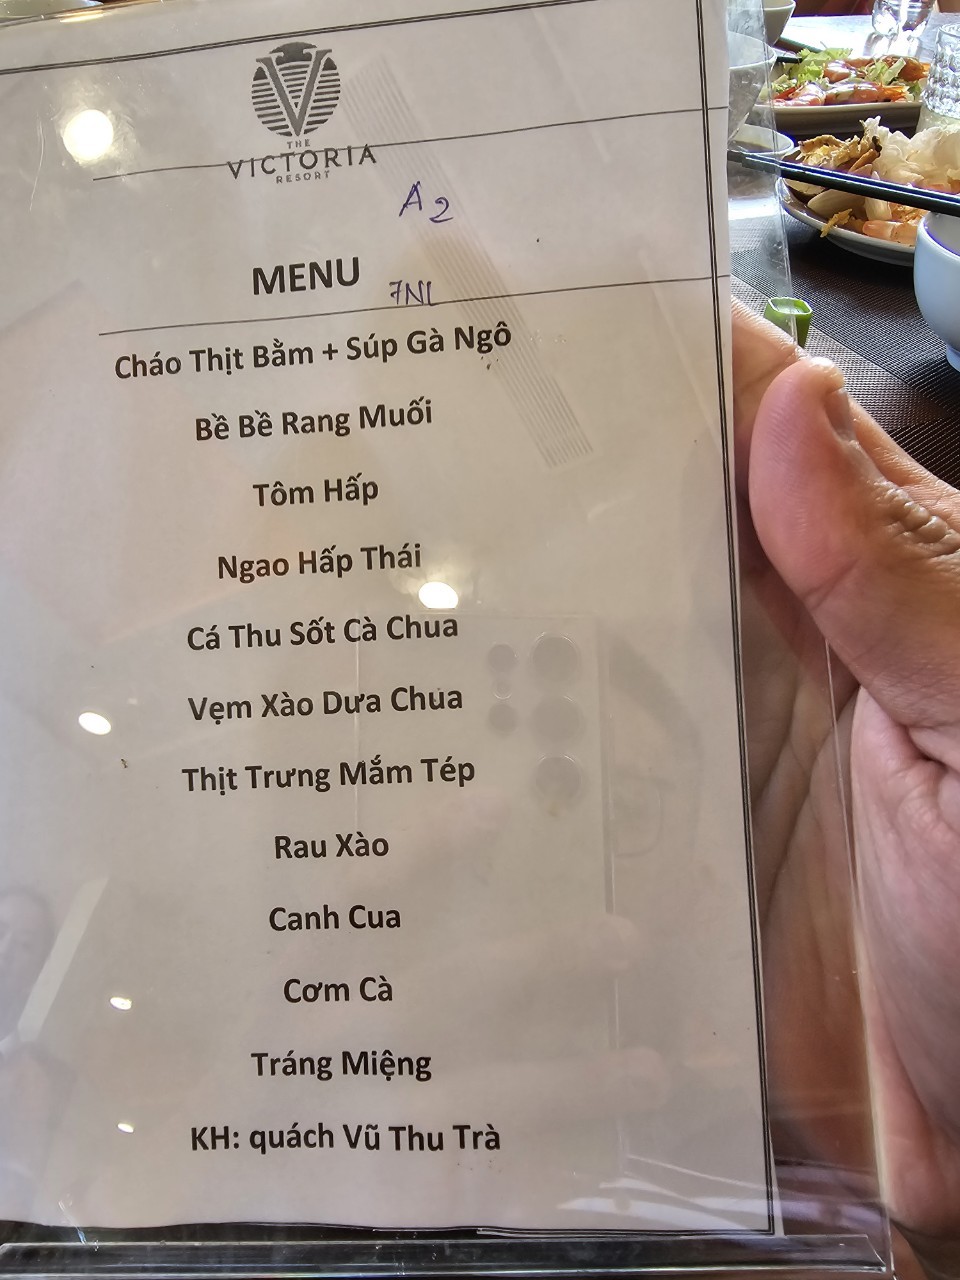 V
THE
VICTORIA
RESORT
A2
MENU
7NL
Cháo Thịt Bằm + Súp Gà Ngô
Bề Bề Rang Muối
Tôm Hấp
Ngao Hấp Thái
Cá Thu Sốt Cà Chua
Vẹm Xào Dưa Chua
Thịt Trưng Mắm Tép
Rau Xào
Canh Cua
Cơm Cà
Tráng Miệng
KH: quách Vũ Thu Trà